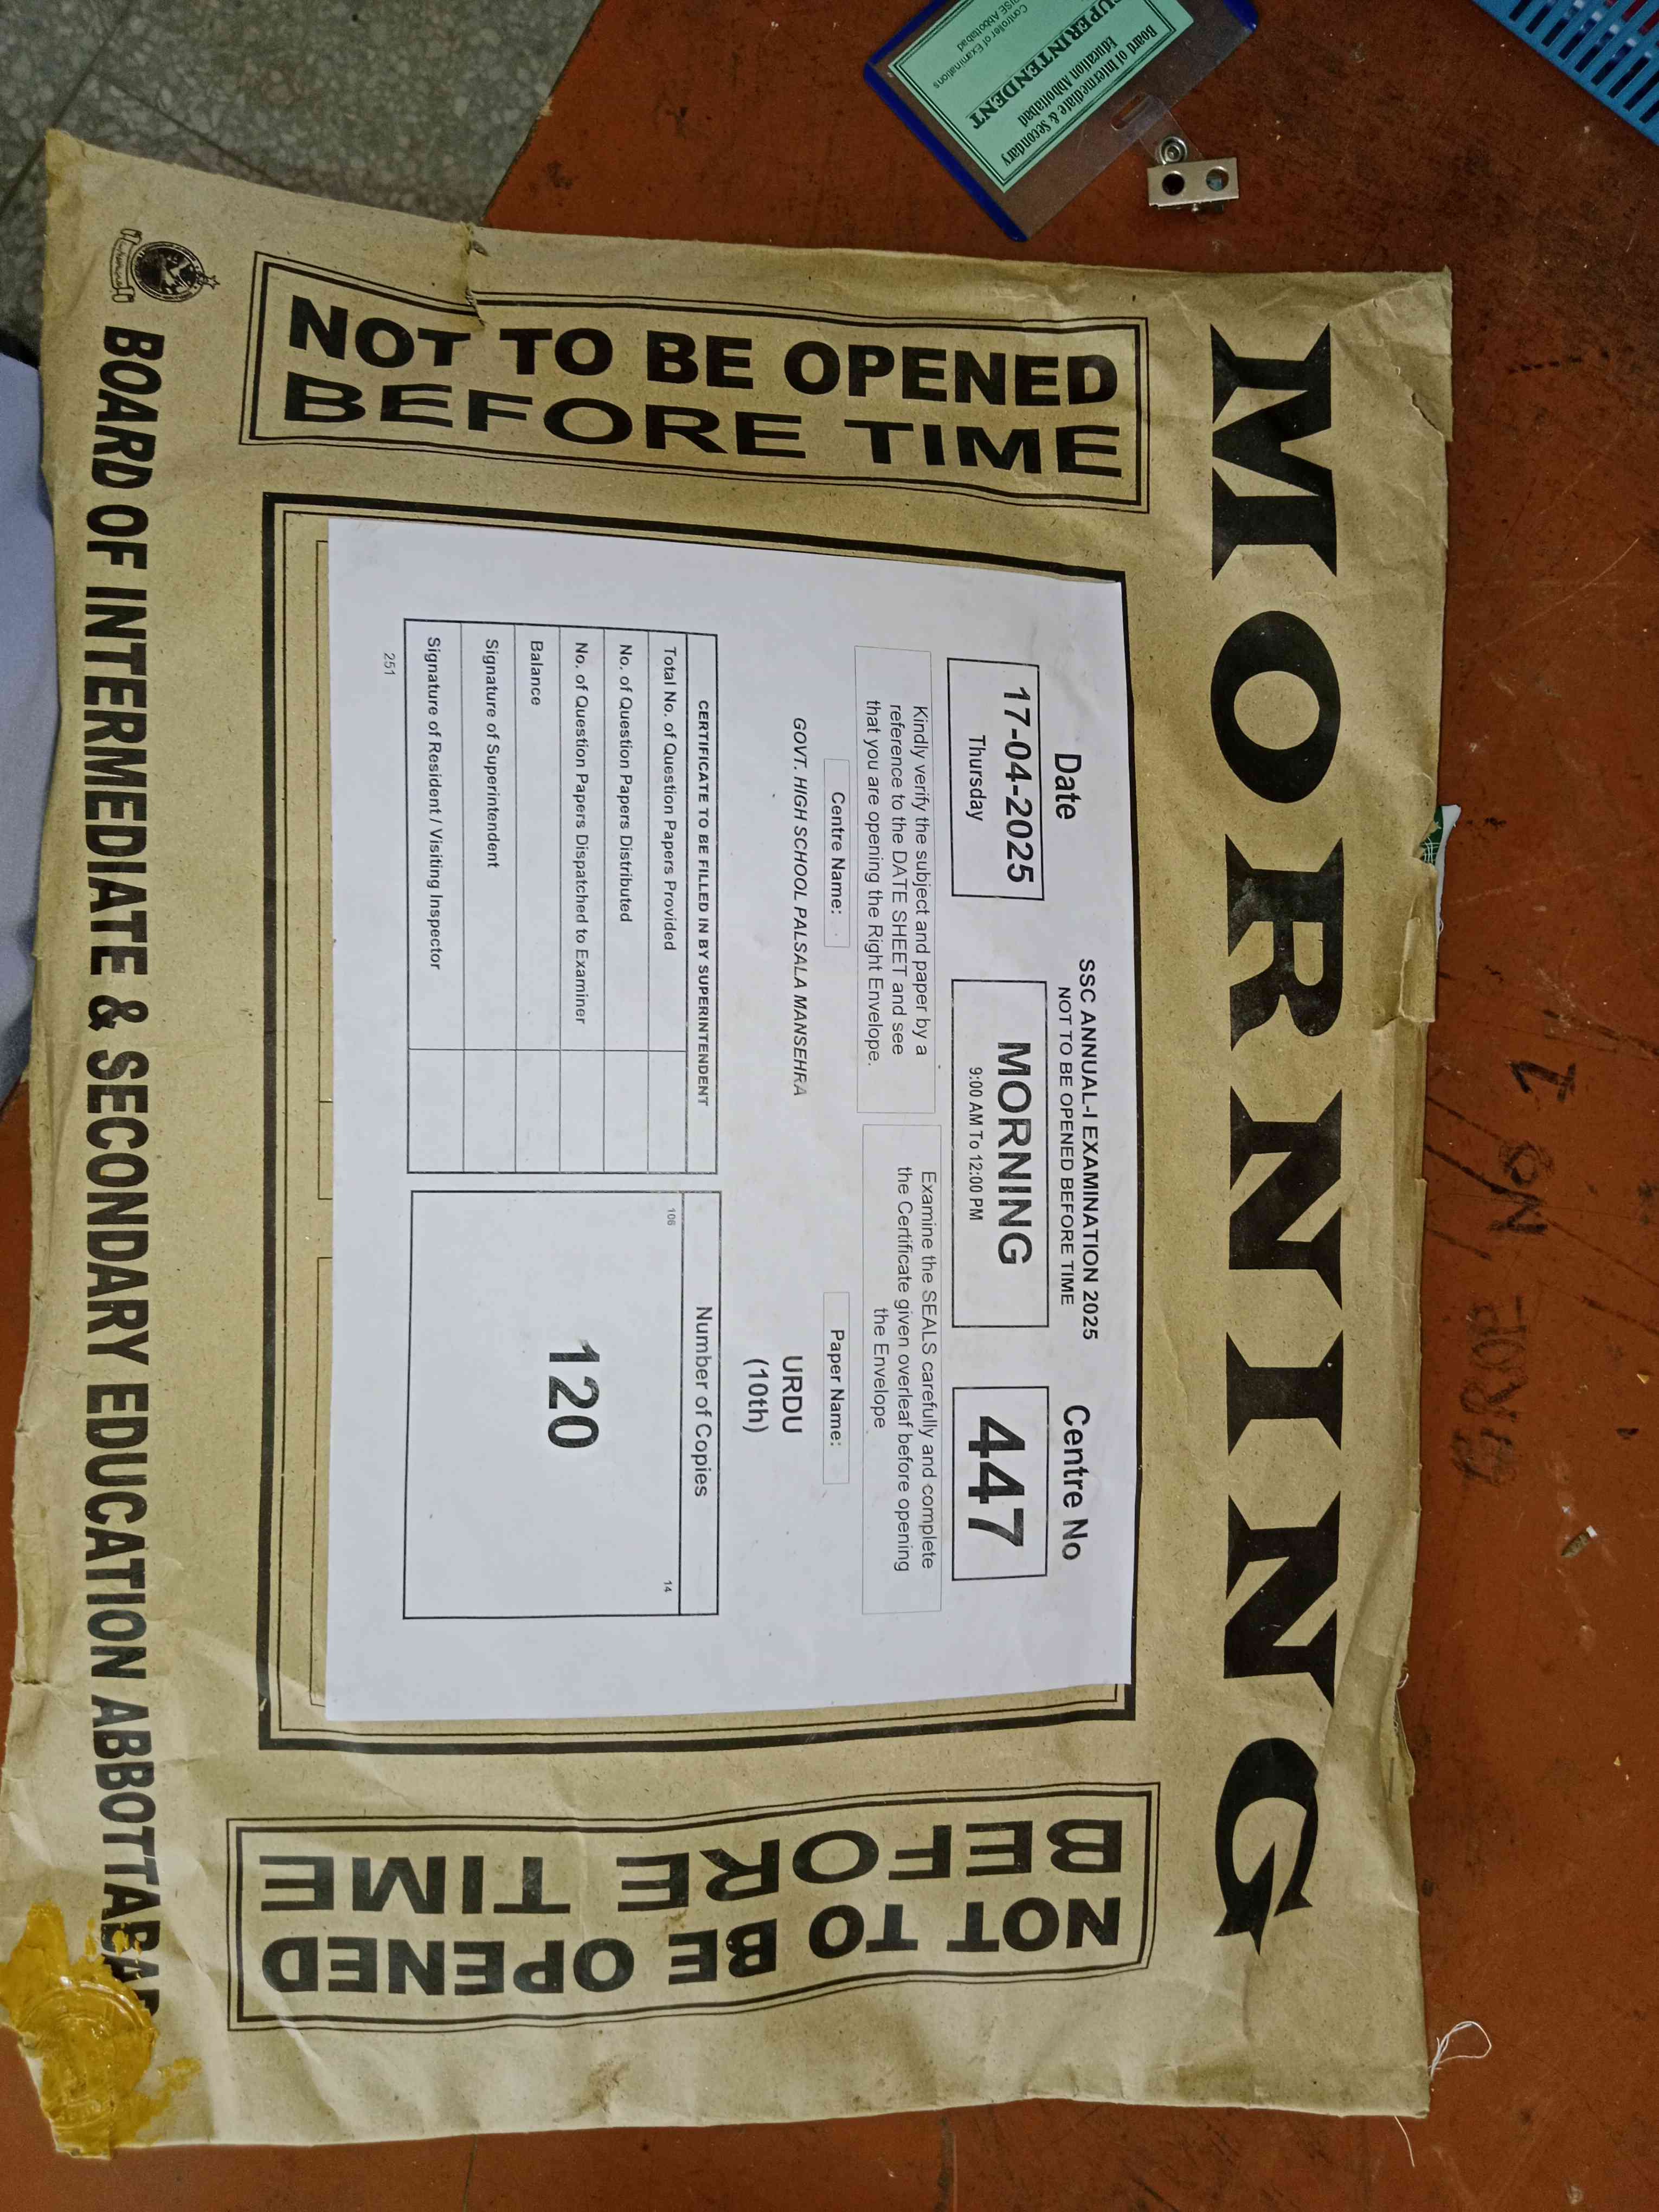 MORNING
NOT TO BE OPENED
BEFORE TIME
Date
17-04-2025
Thursday
SSC ANNUAL-I EXAMINATION 2025
NOT TO BE OPENED BEFORE TIME
MORNING
9:00 AM To 12:00 PM
Centre No
447
Kindly verify the subject and paper by a
reference to the DATE SHEET and see
that you are opening the Right Envelope.
Examine the SEALS carefully and complete
the Certificate given overleaf before opening
the Envelope
Centre Name:
GOVT. HIGH SCHOOL PALSALA MANSEHRA
Paper Name:
URDU
(10th)
CERTIFICATE TO BE FILLED IN BY SUPERINTENDENT
Total No. of Question Papers Provided
No. of Question Papers Distributed
No. of Question Papers Dispatched to Examiner
Balance
Signature of Superintendent
Signature of Resident / Visiting Inspector
251
Number of Copies
106
14
120
NOT TO BE OPENED
BEFORE TIME
BOARD OF INTERMEDIATE & SECONDARY EDUCATION ABBOTTABAD
Board of Intermediate & Secondary
Education Abbottabad
SUPERINTENDENT
Controller of Examinations
BISE Abbottabad